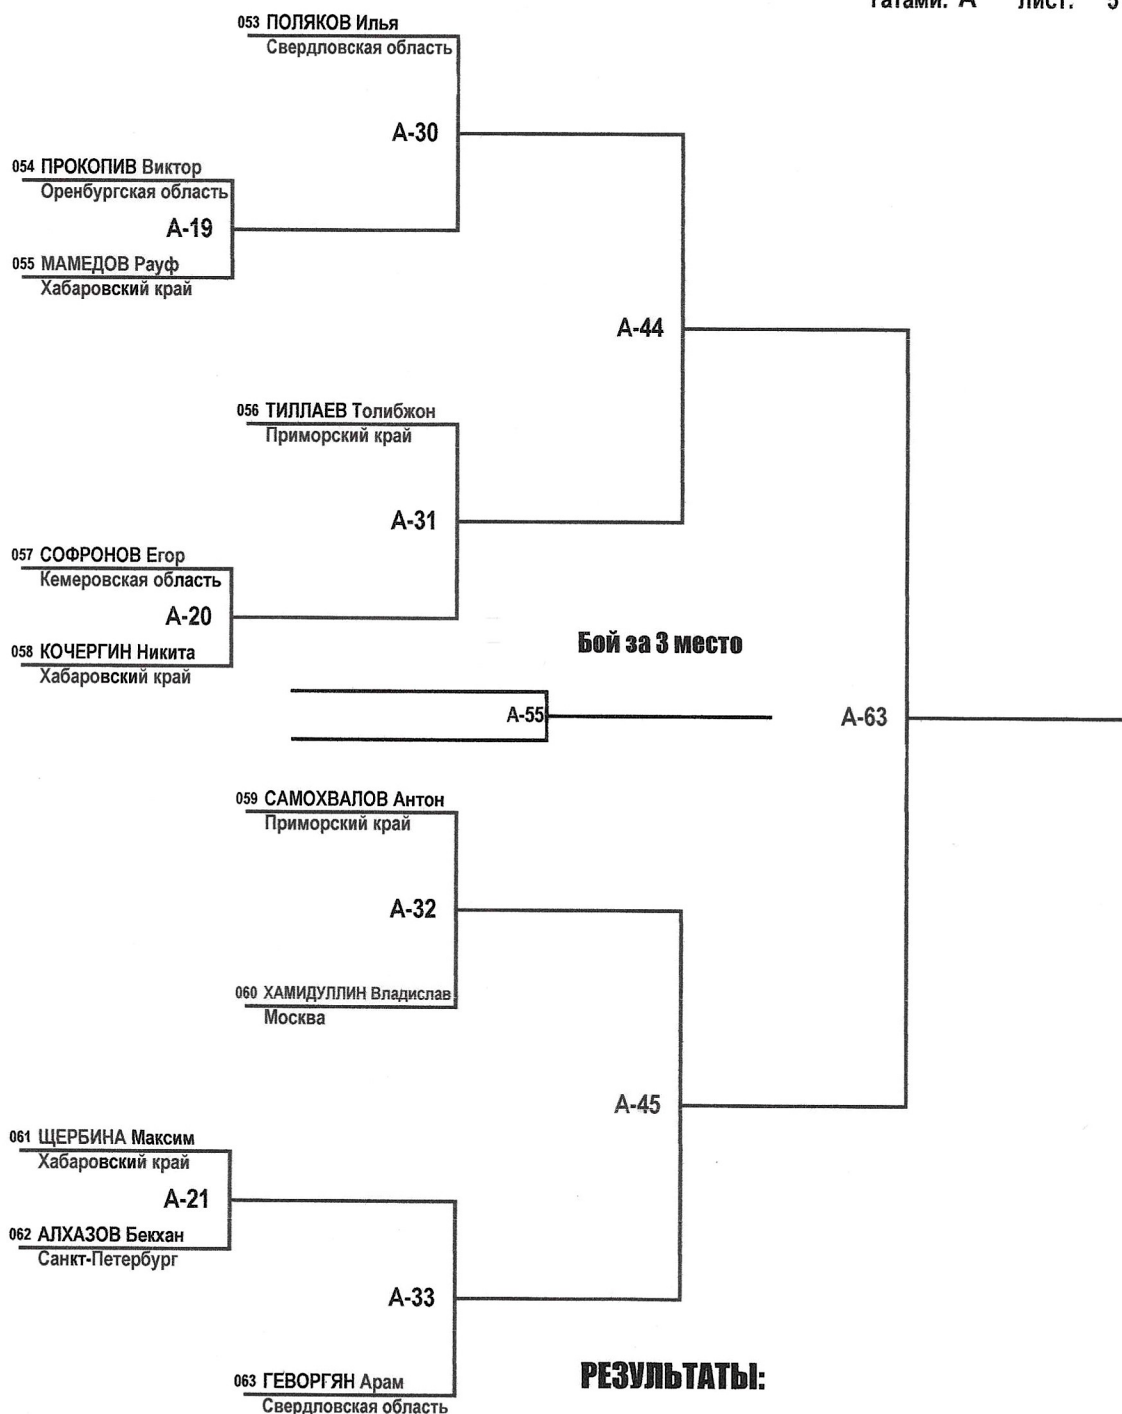 татами: А лист: 5
053 ПОЛЯКОВ Илья
Свердловская область
А-30
054 ПРОКОПИВ Виктор
Оренбургская область
А-19
055 МАМЕДОВ Рауф
Хабаровский край
А-44
056 ТИЛЛАЕВ Толибжон
Приморский край
А-31
057 СОФРОНОВ Егор
Кемеровская область
А-20
058 КОЧЕРГИН Никита
Хабаровский край
Бой за 3 место
А-55
А-63
059 САМОХВАЛОВ Антон
Приморский край
А-32
060 ХАМИДУЛЛИН Владислав
Москва
А-45
061 ЩЕРБИНА Максим
Хабаровский край
А-21
062 АЛХАЗОВ Бекхан
Санкт-Петербург
А-33
063 ГЕВОРГЯН Арам
Свердловская область
РЕЗУЛЬТАТЫ: